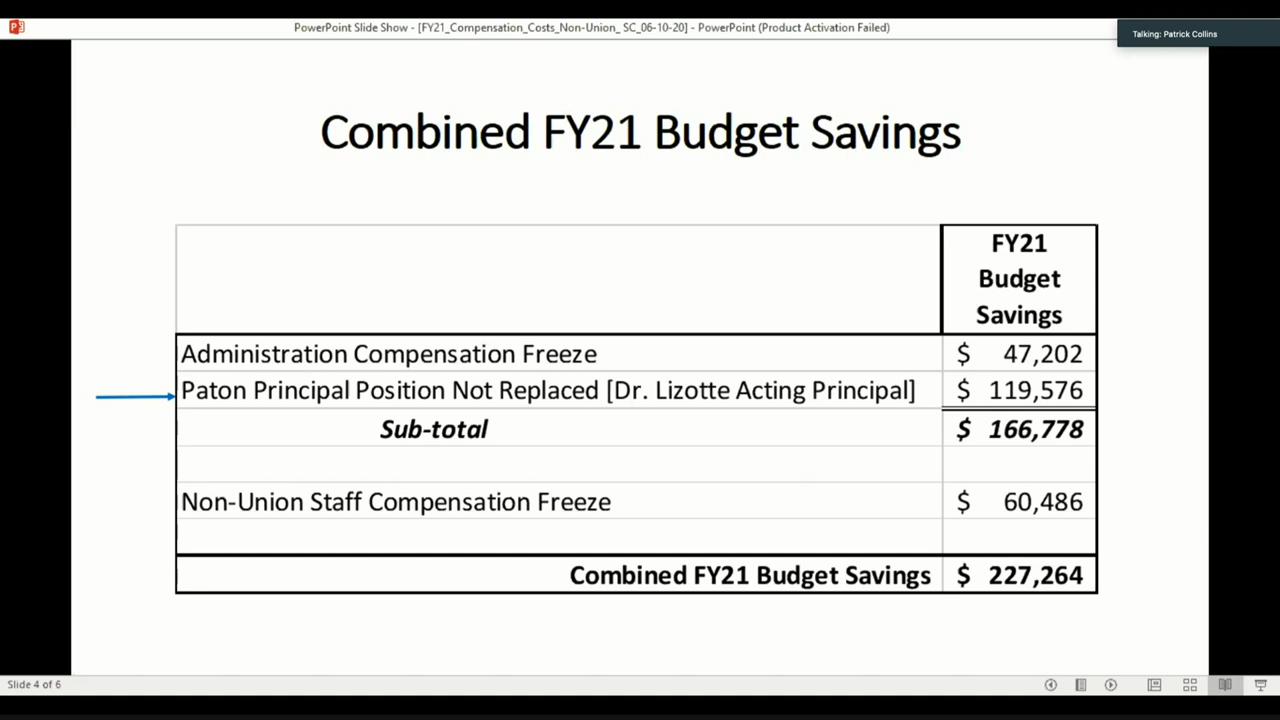 PowerPoint Slide Show - [FY21_Compensation_Costs_Non-Union_ SC_06-10-20] - PowerPoint (Product Activation Failed)
Talking: Patrick Collins
Combined FY21 Budget Savings
FY21
Budget
Savings
Administration Compensation Freeze $ 47,202
Paton Principal Position Not Replaced [Dr. Lizotte Acting Principal] $ 119,576
Sub-total $ 166,778
Non-Union Staff Compensation Freeze $ 60,486
Combined FY21 Budget Savings $ 227,264
Slide 4 of 6